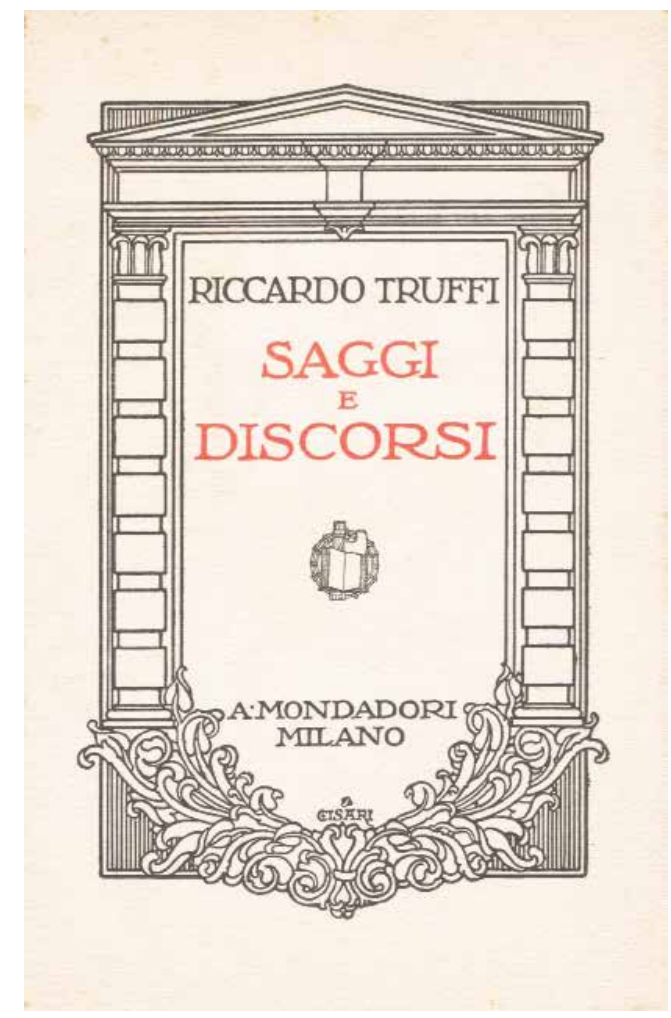 RICCARDO TRUFFI
SAGGI
E
DISCORSI
A·MONDADORI
MILANO
CISARI